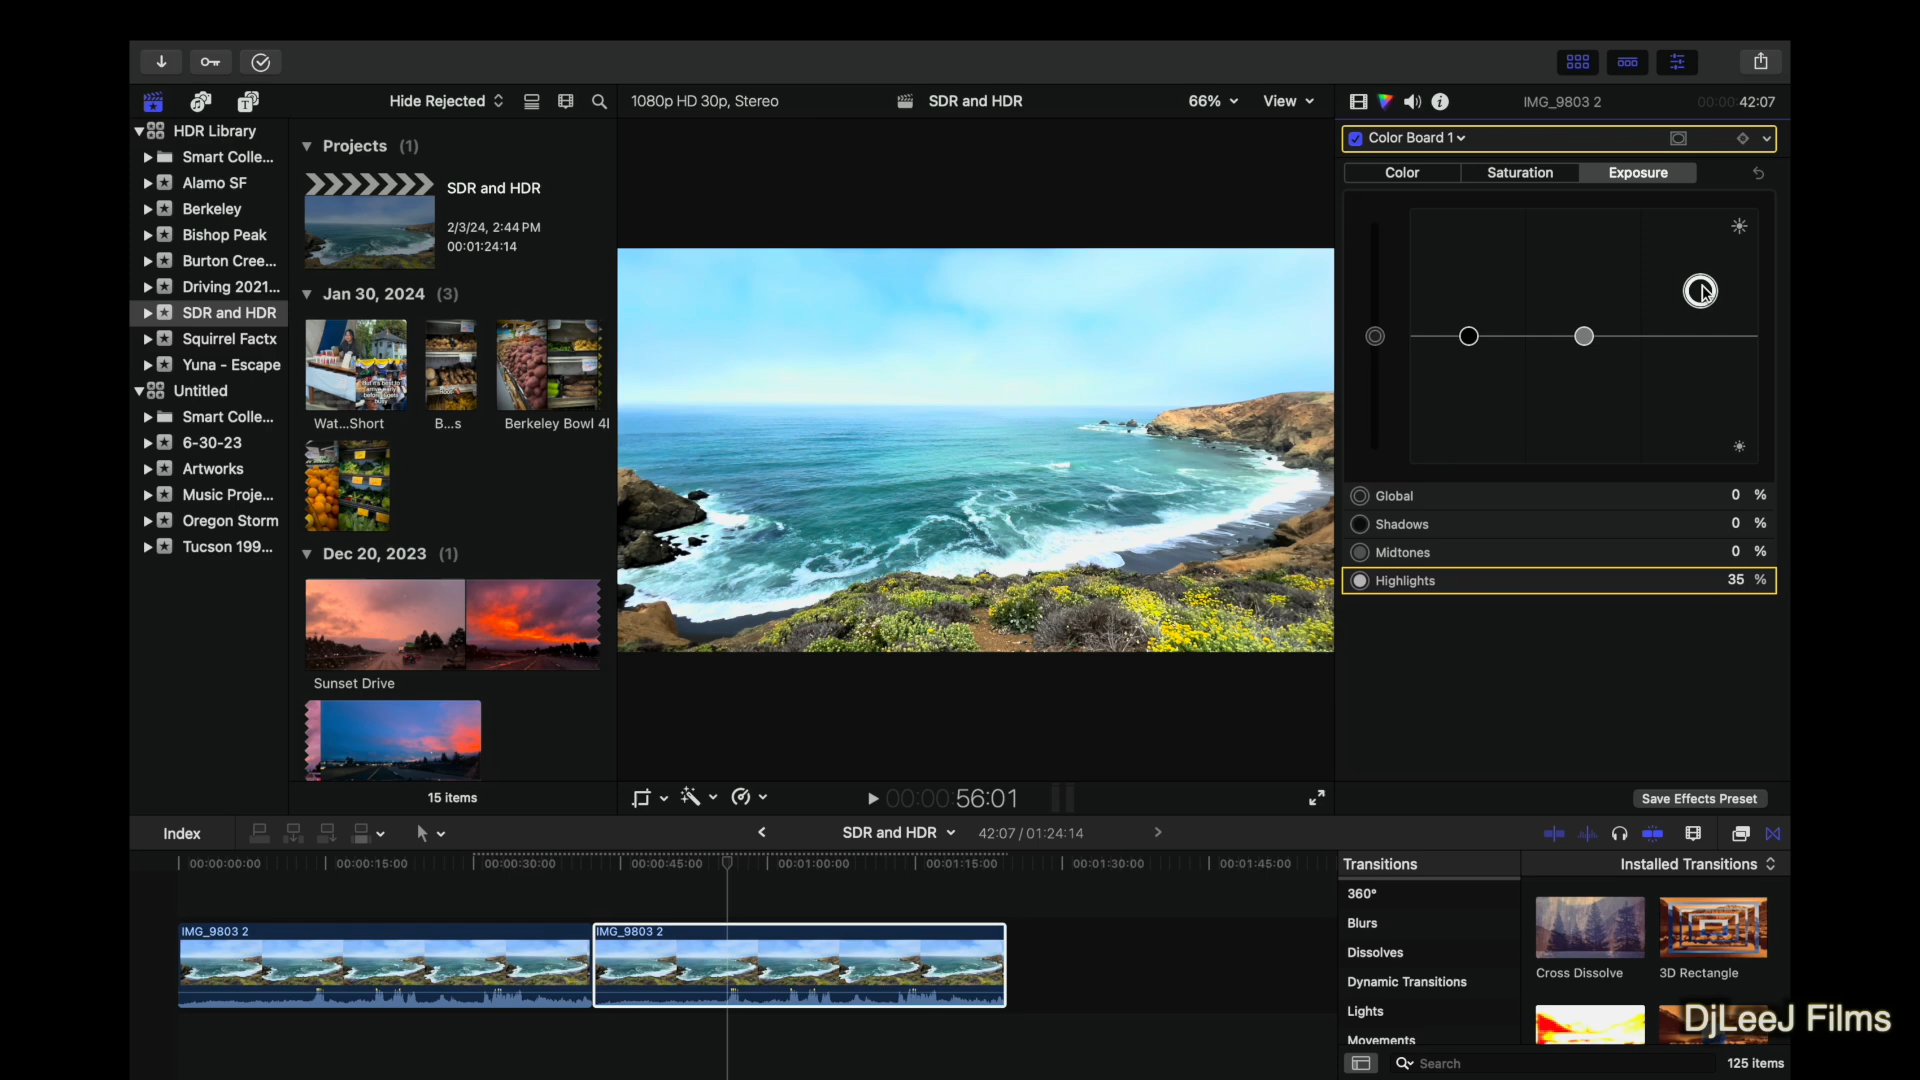 Hide Rejected
1080p HD 30p, Stereo
SDR and HDR
66%
View
IMG_9803 2
00:00:42:07
HDR Library
Smart Colle...
Alamo SF
Berkeley
Bishop Peak
Burton Cree...
Driving 2021...
SDR and HDR
Squirrel Factx
Yuna - Escape
Untitled
Smart Colle...
6-30-23
Artworks
Music Proje...
Oregon Storm
Tucson 199...
Projects (1)
SDR and HDR
2/3/24, 2:44 PM
00:01:24:14
Jan 30, 2024 (3)
Wat...Short
B...s
Berkeley Bowl 4
Dec 20, 2023 (1)
Sunset Drive
15 items
Color Board 1
Color
Saturation
Exposure
Global 0 %
Shadows 0 %
Midtones 0 %
Highlights 35 %
00:00:00:56:01
Save Effects Preset
Index
SDR and HDR
42:07 / 01:24:14
00:00:00:00
00:00:15:00
00:00:30:00
00:00:45:00
00:01:00:00
00:01:15:00
00:01:30:00
00:01:45:00
IMG_9803 2
IMG_9803 2
Transitions
Installed Transitions
360°
Blurs
Dissolves
Dynamic Transitions
Lights
Movements
Cross Dissolve
3D Rectangle
DjLeeJ Films
Search
125 items